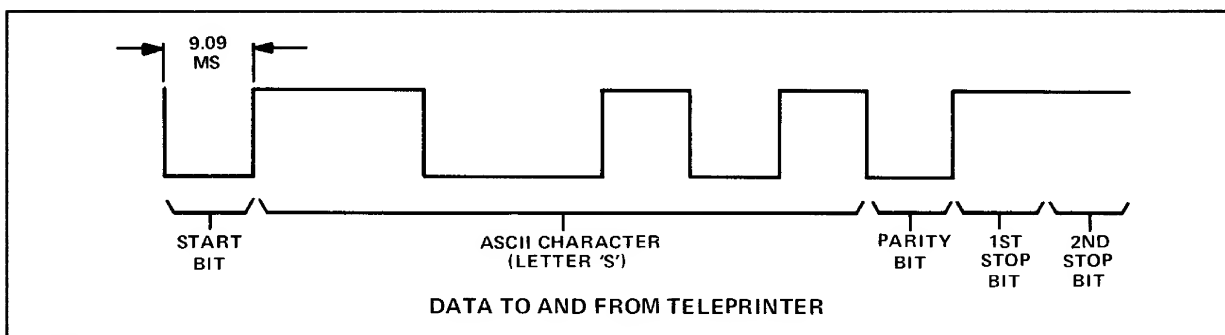 9.09
MS
START
BIT
ASCII CHARACTER
(LETTER 'S')
PARITY
BIT
1ST
STOP
BIT
2ND
STOP
BIT
DATA TO AND FROM TELEPRINTER